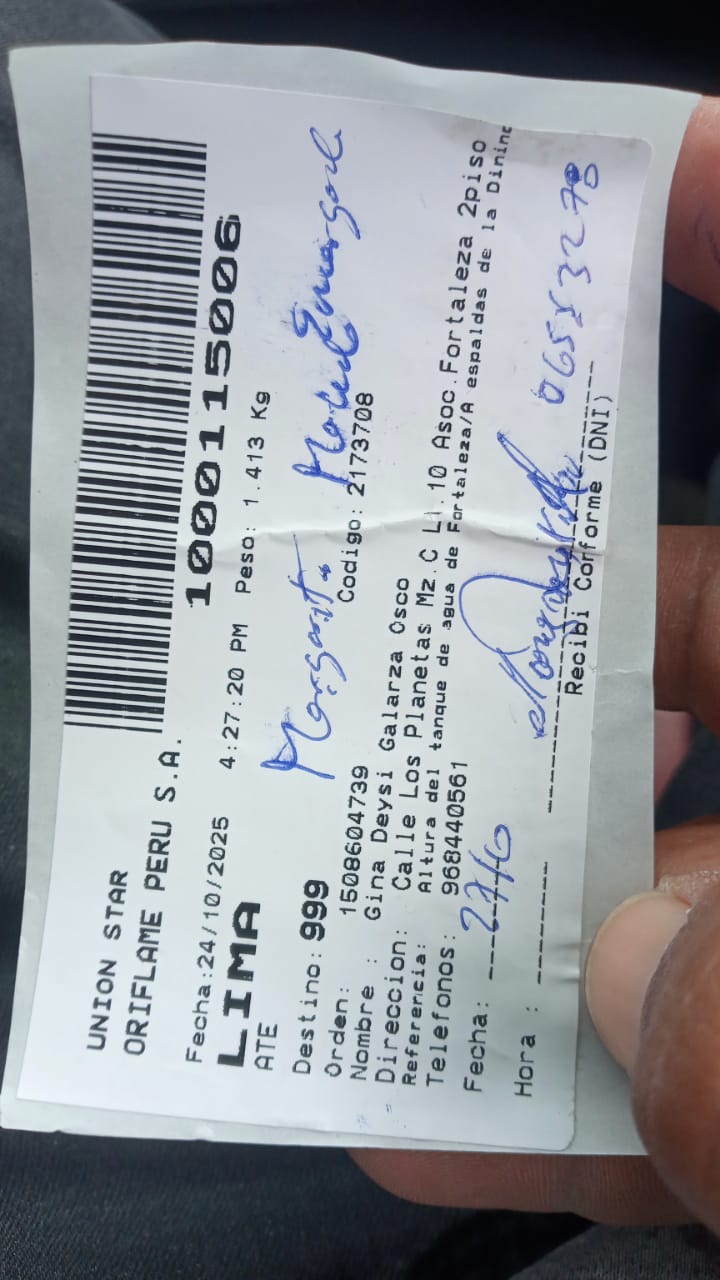 UNION STAR
ORIFLAME PERU S.A.
10001115006
Fecha:24/10/2025 4:27:20 PM Peso: 1.413 Kg
LIMA
ATE
Margarita
Destino: 999
Orden: 1508604739 Codigo: 2173708
Nombre : Gina Deysi Galarza Osco
Direccion: Calle Los Planetas Mz.C Lt.10 Asoc.Fortaleza 2piso
Referencia: Altura del tanque de agua de Fortaleza/A espaldas de la Dininc
Telefonos: 968440561
Fecha: 27/10
Hora :
Recibi Conforme (DNI)